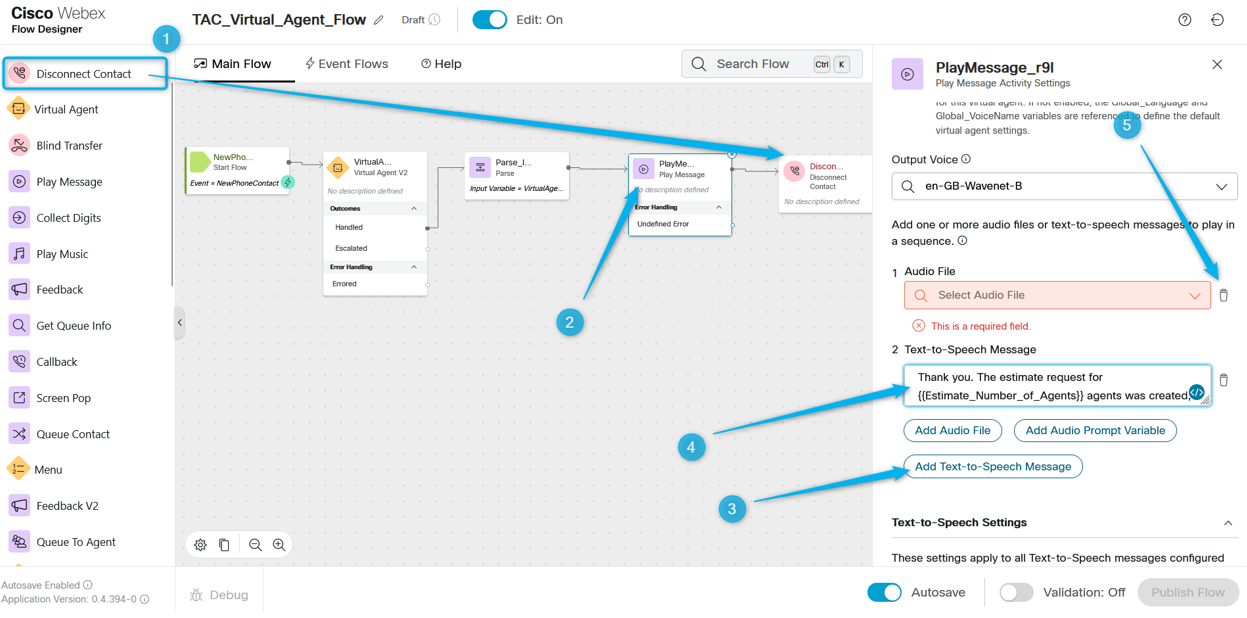 Cisco Webex
Flow Designer
TAC_Virtual_Agent_Flow
Draft
Edit: On
1
Disconnect Contact
Virtual Agent
Blind Transfer
Play Message
Collect Digits
Play Music
Feedback
Get Queue Info
Callback
Screen Pop
Queue Contact
Menu
Feedback V2
Queue To Agent
Autosave Enabled
Application Version: 0.4.394-0
Main Flow
Event Flows
Help
Search Flow
Ctrl
K
NewPho...
Start Flow
Event = NewPhoneContact
VirtualA...
Virtual Agent V2
No description defined
Outcomes
Handled
Escalated
Error Handling
Errored
Parse_I...
Parse
Input Variable = VirtualAge...
PlayMe...
Play Message
No description defined
Error Handling
Undefined Error
Discon...
Disconnect
Contact
No description defined
2
Debug
PlayMessage_r9l
Play Message Activity Settings
for this virtual agent. If not enabled, the Global_Language and
Global_VoiceName variables are referenced to define the default
virtual agent settings.
5
Output Voice
en-GB-Wavenet-B
Add one or more audio files or text-to-speech messages to play in
a sequence.
1 Audio File
Select Audio File
This is a required field.
2 Text-to-Speech Message
Thank you. The estimate request for
{{Estimate_Number_of_Agents}} agents was created,
4
Add Audio File
Add Audio Prompt Variable
Add Text-to-Speech Message
3
Text-to-Speech Settings
These settings apply to all Text-to-Speech messages configured
Autosave
Validation: Off
Publish Flow